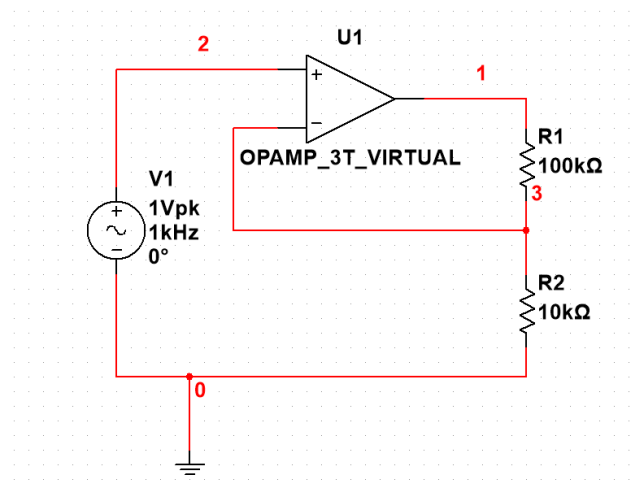 U1
2
1
+
−
OPAMP_3T_VIRTUAL
R1
100kΩ
3
V1
1Vpk
1kHz
0°
+
−
R2
10kΩ
0